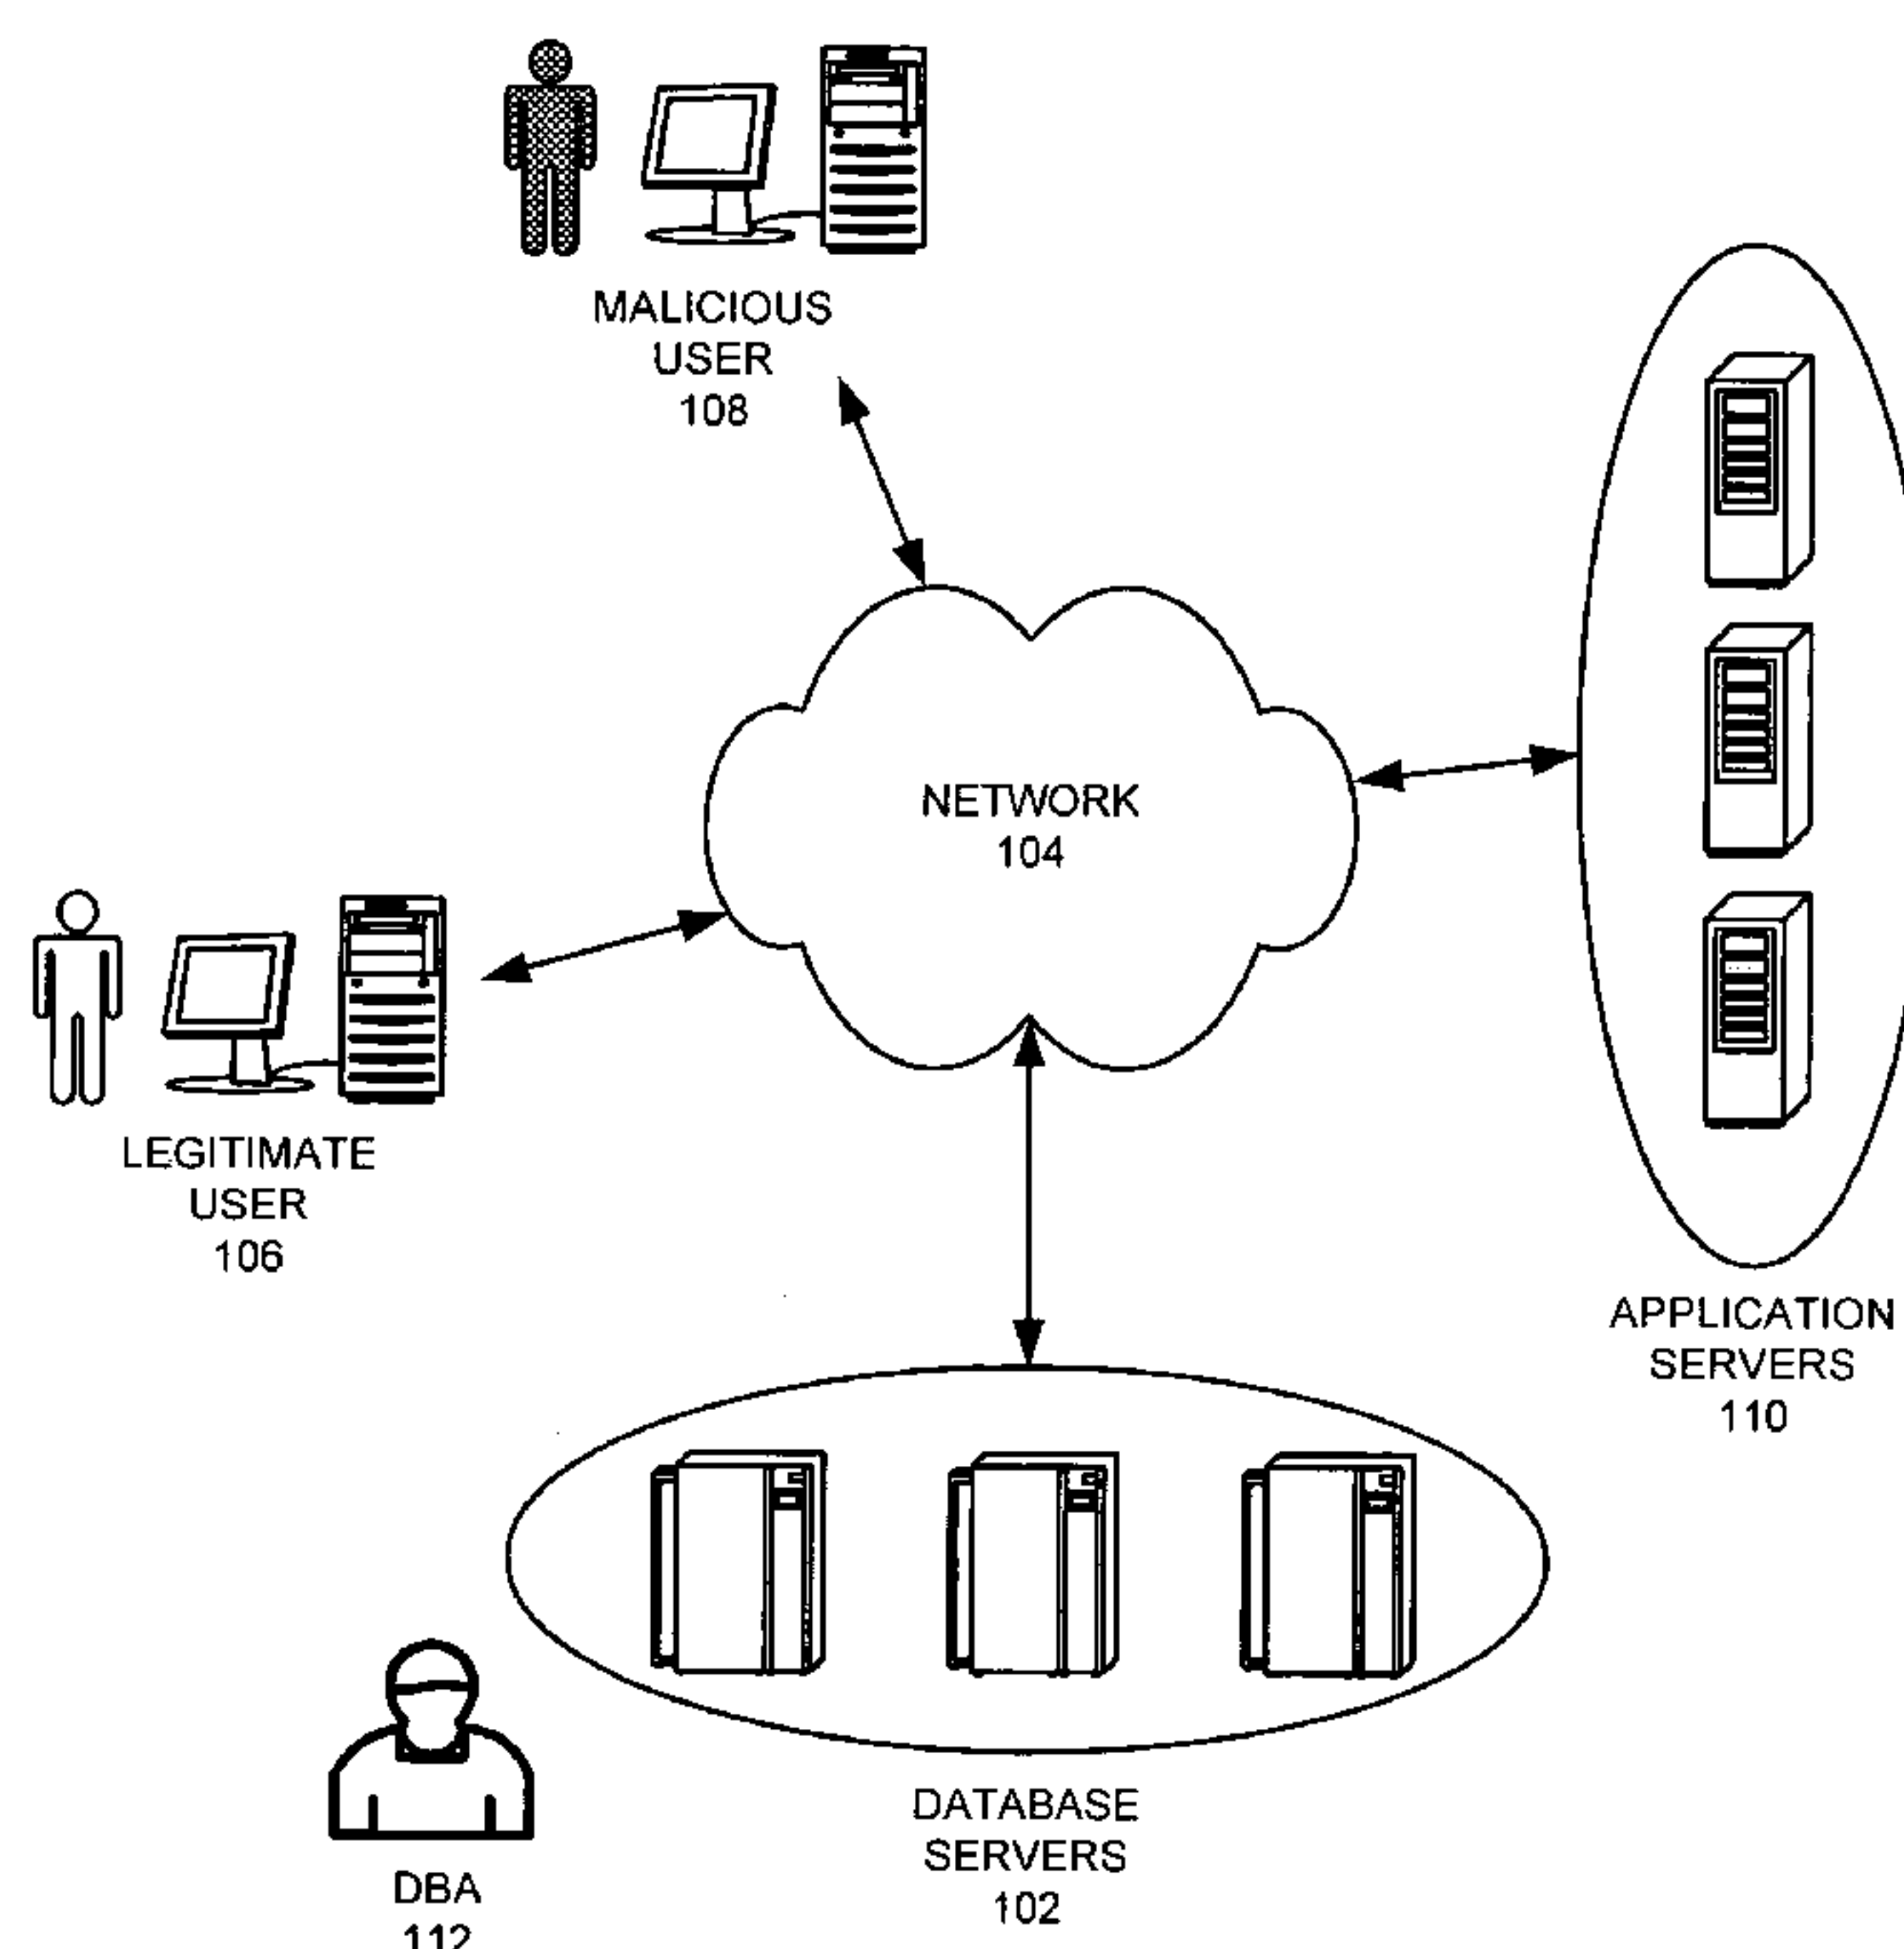 MALICIOUS
USER
108
NETWORK
104
LEGITIMATE
USER
106
APPLICATION
SERVERS
110
DATABASE
SERVERS
102
DBA
112